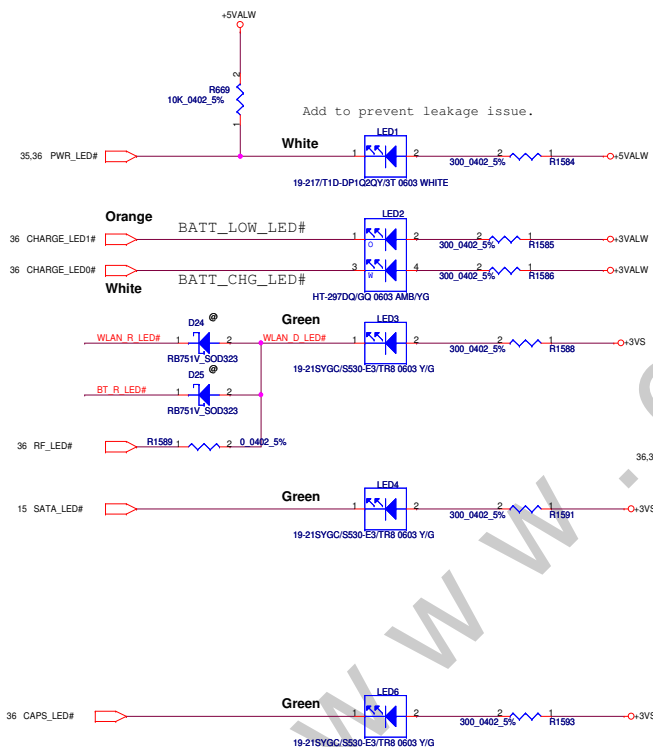 +5VALW
2
R669
10K_0402_5%
1
Add to prevent leakage issue.
35,36 PWR_LED#
White
LED1
1 2
300_0402_5%
2 1
R1584
+5VALW
19-217/T1D-DP1Q2QY/3T 0603 WHITE
Orange
LED2
36 CHARGE_LED1#
BATT_LOW_LED#
1 O 2
300_0402_5%
2 1
R1585
+3VALW
36 CHARGE_LED0#
BATT_CHG_LED#
3 W 4
300_0402_5%
2 1
R1586
+3VALW
White
HT-297DQ/GQ 0603 AMB/YG
D24 @
Green
LED3
WLAN_R_LED#
1 2
WLAN_D_LED#
1 2
300_0402_5%
2 1
R1588
+3VS
RB751V_SOD323
19-21SYGC/S530-E3/TR8 0603 Y/G
D25 @
BT_R_LED#
1 2
RB751V_SOD323
36 RF_LED#
R1589 1 2 0_0402_5%
36,3
15 SATA_LED#
Green
LED4
1 2
300_0402_5%
2 1
R1591
+3VS
19-21SYGC/S530-E3/TR8 0603 Y/G
36 CAPS_LED#
Green
LED6
1 2
300_0402_5%
2 1
R1593
+3VS
19-21SYGC/S530-E3/TR8 0603 Y/G
w w w .